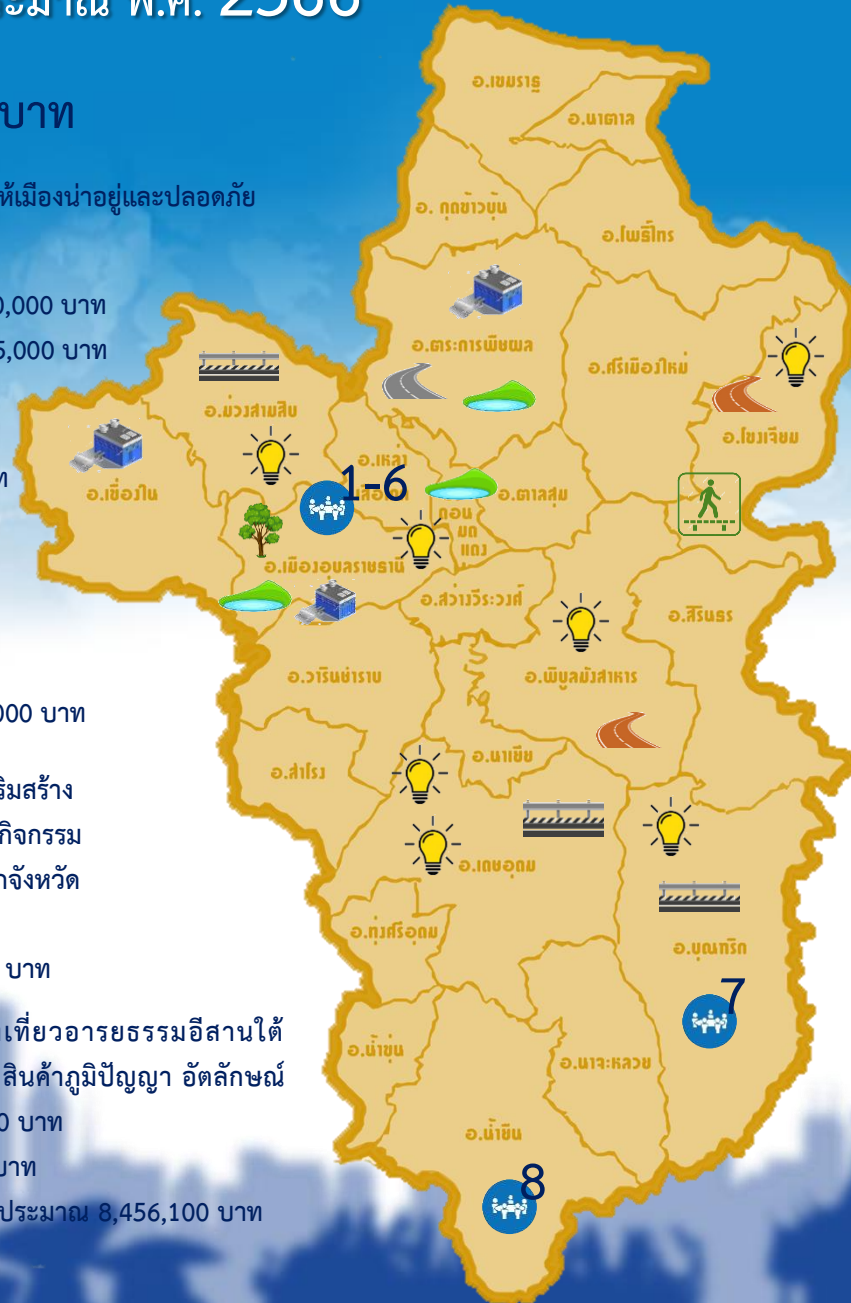 ะมาณ พ.ศ. 2566
บาท
ห้เมืองน่าอยู่และปลอดภัย
0,000 บาท
5,000 บาท
000 บาท
ริมสร้าง
กิจกรรม
จังหวัด
บาท
เที่ยวอารยธรรมอีสานใต้
สินค้าภูมิปัญญา อัตลักษณ์
0 บาท
บาท
ประมาณ 8,456,100 บาท
อ.เขมราฐ
อ.นาตาล
อ. กุดข้าวปุ้น
อ.โพธิ์ไทร
อ.ตระการพืชผล
อ.ศรีเมืองใหม่
อ.โขงเจียม
อ.ม่วงสามสิบ
อ.เขื่องใน
อ.เหล่า
1-6
อ.ตาลสุม
ดอน
มด
แดง
อ.เมืองอุบลราชธานี
อ.สว่างวีระวงศ์
อ.สิรินธร
อ.วารินชำราบ
อ.พิบูลมังสาหาร
อ.สำโรง
อ.นาเยีย
อ.เดชอุดม
อ.ทุ่งศรีอุดม
อ.บุณฑริก
7
อ.น้ำขุ่น
อ.นาจะหลวย
อ.น้ำยืน
8